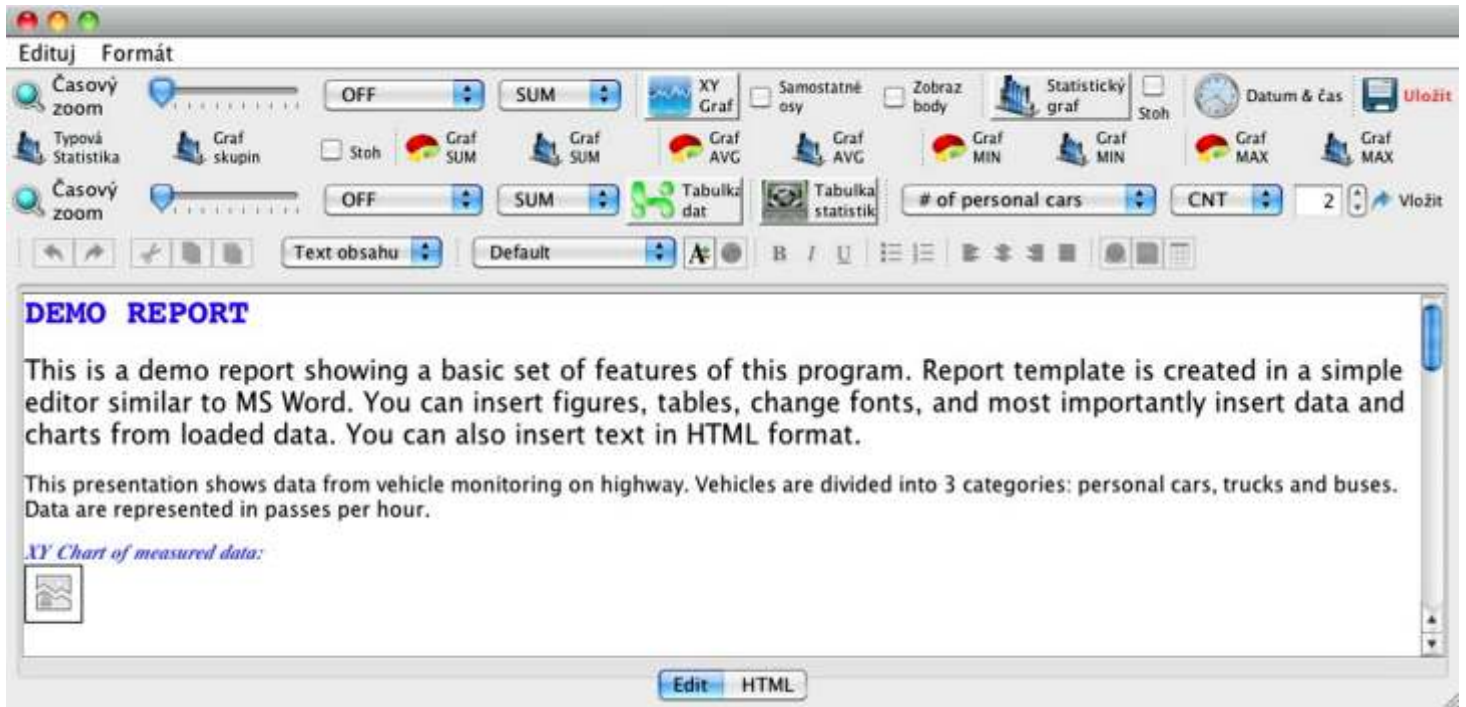 Edituj Formát
Časový zoom OFF SUM XY Graf Samostatné osy Zobraz body Statistický graf Stoh Datum & čas Uložit
Typová Statistika Graf skupin Stoh Graf SUM Graf SUM Graf AVG Graf AVG Graf MIN Graf MIN Graf MAX Graf MAX
Časový zoom OFF SUM Tabulka dat Tabulka statistik # of personal cars CNT 2 Vložit
Text obsahu Default A B I U
DEMO REPORT
This is a demo report showing a basic set of features of this program. Report template is created in a simple
editor similar to MS Word. You can insert figures, tables, change fonts, and most importantly insert data and
charts from loaded data. You can also insert text in HTML format.
This presentation shows data from vehicle monitoring on highway. Vehicles are divided into 3 categories: personal cars, trucks and buses.
Data are represented in passes per hour.
XY Chart of measured data:
Edit HTML